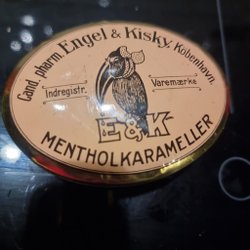 Cand. pharm. Engel & Kisky. København.
Indregistr. Varemærke
E&K
MENTHOLKARAMELLER